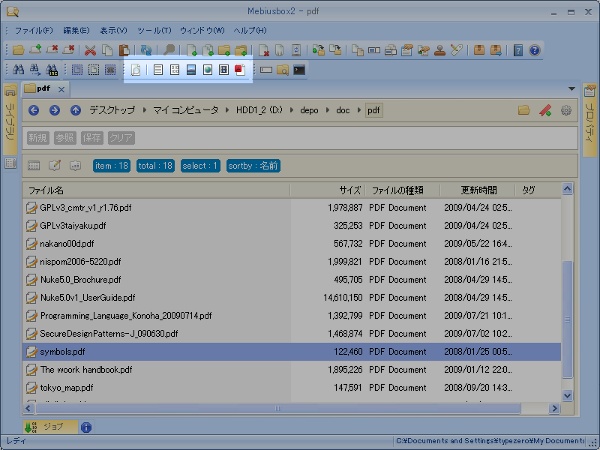 Mebiusbox2 - pdf
ファイル(F) 編集(E) 表示(V) ツール(T) ウィンドウ(W) ヘルプ(H)
pdf
ライブラリ
デスクトップ マイ コンピュータ HDD1_2 (D:) depo doc pdf
プロパティ
新規 参照 保存 クリア
item : 18 total : 18 select : 1 sortby : 名前
ファイル名 サイズ ファイルの種類 更新時間 タグ
GPLv3_cmtr_v1_r1.76.pdf 1,978,887 PDF Document 2009/04/24 02:5...
GPLv3taiyaku.pdf 325,253 PDF Document 2009/04/24 02:5...
nakano00d.pdf 567,732 PDF Document 2009/05/22 16:4...
nispom2006-5220.pdf 1,399,881 PDF Document 2008/01/16 21:5...
Nuke5.0_Brochure.pdf 495,705 PDF Document 2008/04/29 14:5...
Nuke5.0v1_UserGuide.pdf 14,610,150 PDF Document 2008/04/29 14:5...
Programming_Language_Konoha_20090714.pdf 1,392,799 PDF Document 2009/07/21 10:1...
SecureDesignPatterns-J_090630.pdf 1,468,874 PDF Document 2009/07/02 10:2...
symbols.pdf 122,460 PDF Document 2008/01/25 00:5...
The woork handbook.pdf 1,895,226 PDF Document 2009/01/12 22:0...
tokyo_map.pdf 147,591 PDF Document 2008/09/20 14:3...
ジョブ
レディ C:\Documents and Settings\typezero\My Document